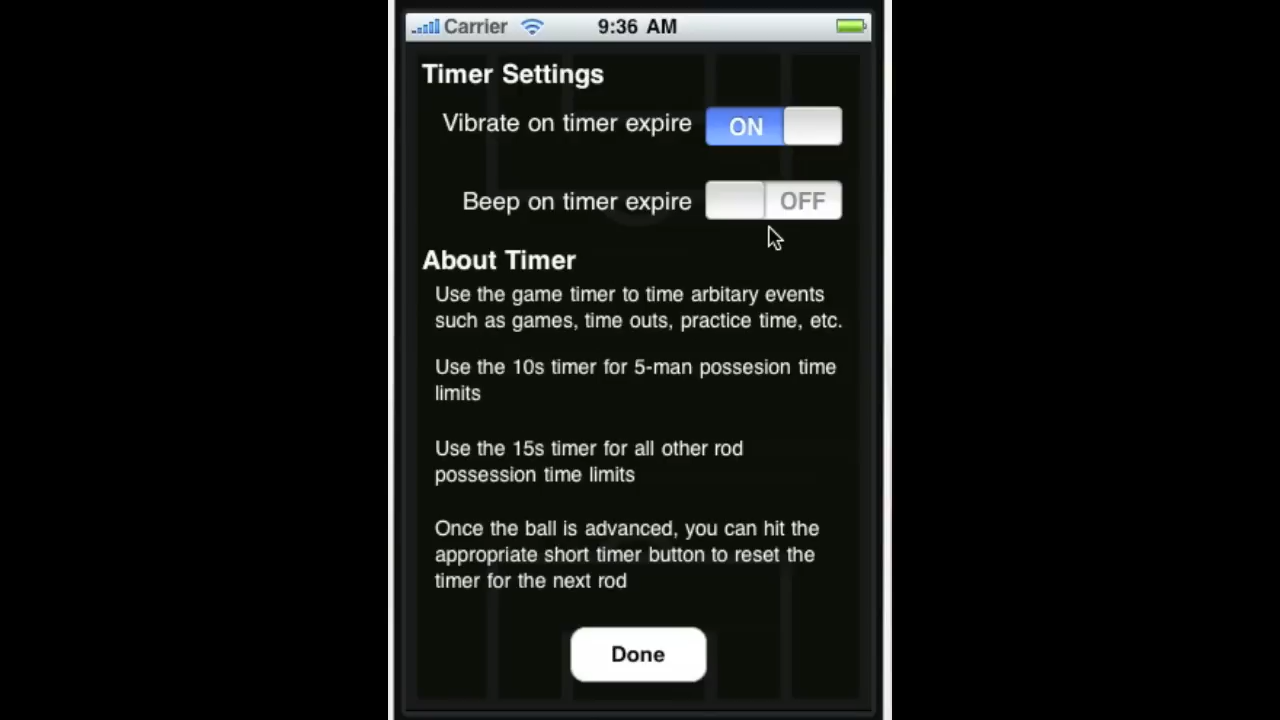 Carrier 9:36 AM
Timer Settings
Vibrate on timer expire ON
Beep on timer expire OFF
About Timer
Use the game timer to time arbitary events
such as games, time outs, practice time, etc.
Use the 10s timer for 5-man possesion time
limits
Use the 15s timer for all other rod
possession time limits
Once the ball is advanced, you can hit the
appropriate short timer button to reset the
timer for the next rod
Done